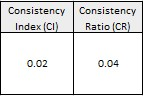 Consistency Consistency
Index (CI) Ratio (CR)
0.02 0.04